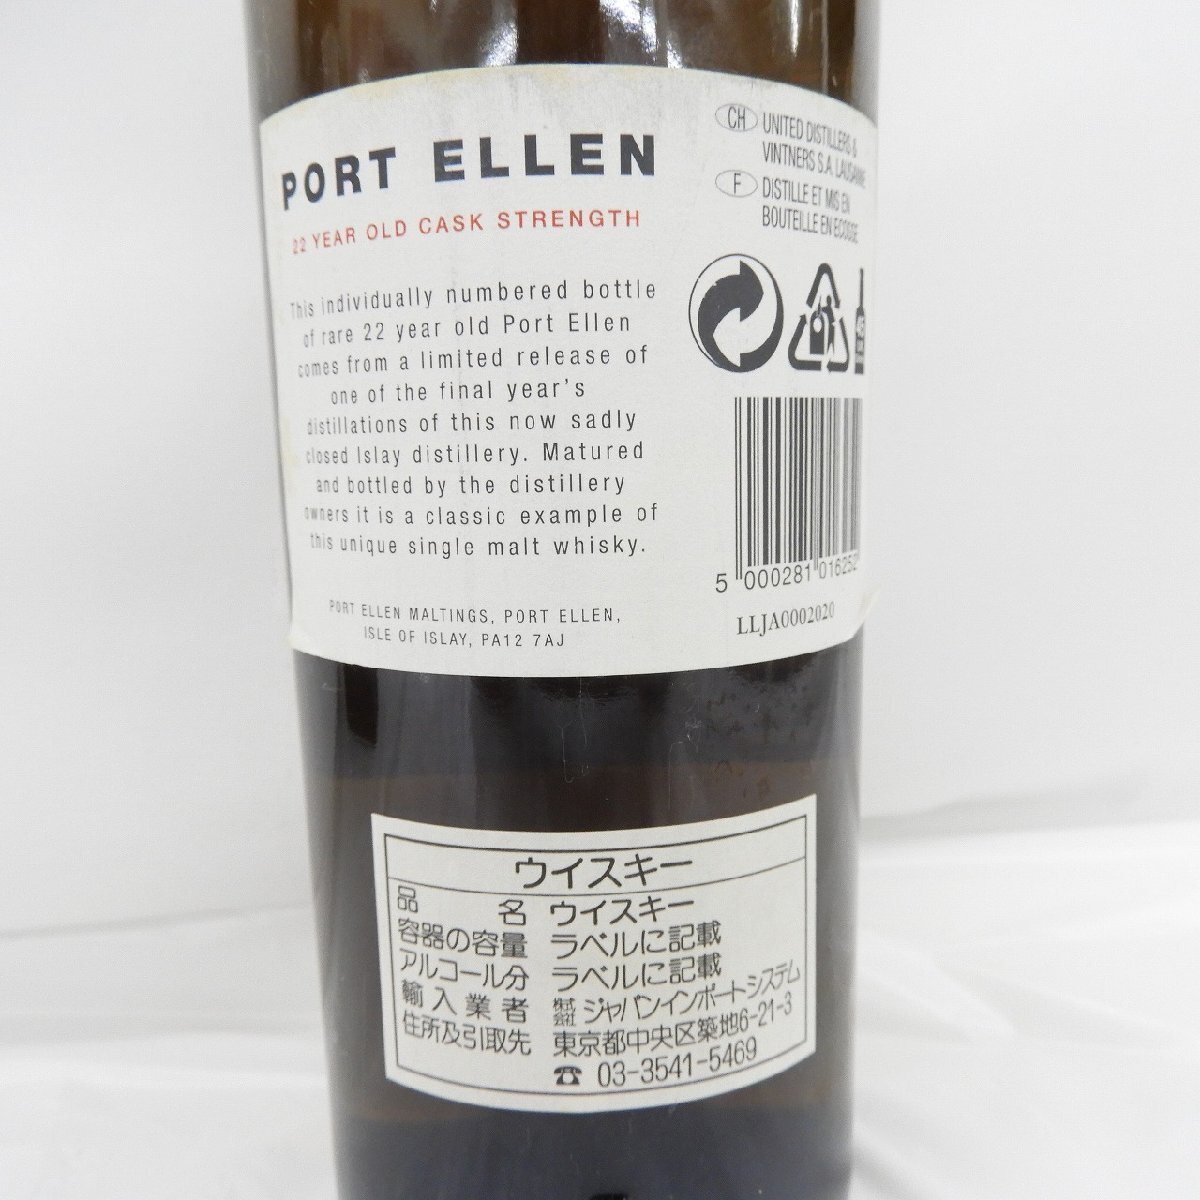 PORT ELLEN
22 YEAR OLD CASK STRENGTH
This individually numbered bottle
of rare 22 year old Port Ellen
comes from a limited release of
one of the final year's
distillations of this now sadly
closed Islay distillery. Matured
and bottled by the distillery
owners it is a classic example of
this unique single malt whisky.
PORT ELLEN MALTINGS, PORT ELLEN,
ISLE OF ISLAY, PA12 7AJ
CH UNITED DISTILLERS &
VINTNERS S.A. LAUSANNE
F DISTILLE ET MIS EN
BOUTEILLE EN ECOSSE
5 000281 016252
LLJA0002020
ウイスキー
品名 ウイスキー
容器の容量 ラベルに記載
アルコール分 ラベルに記載
輸入業者 株式会社 ジャパンインポートシステム
住所及引取先 東京都中央区築地6-21-3
☎ 03-3541-5469